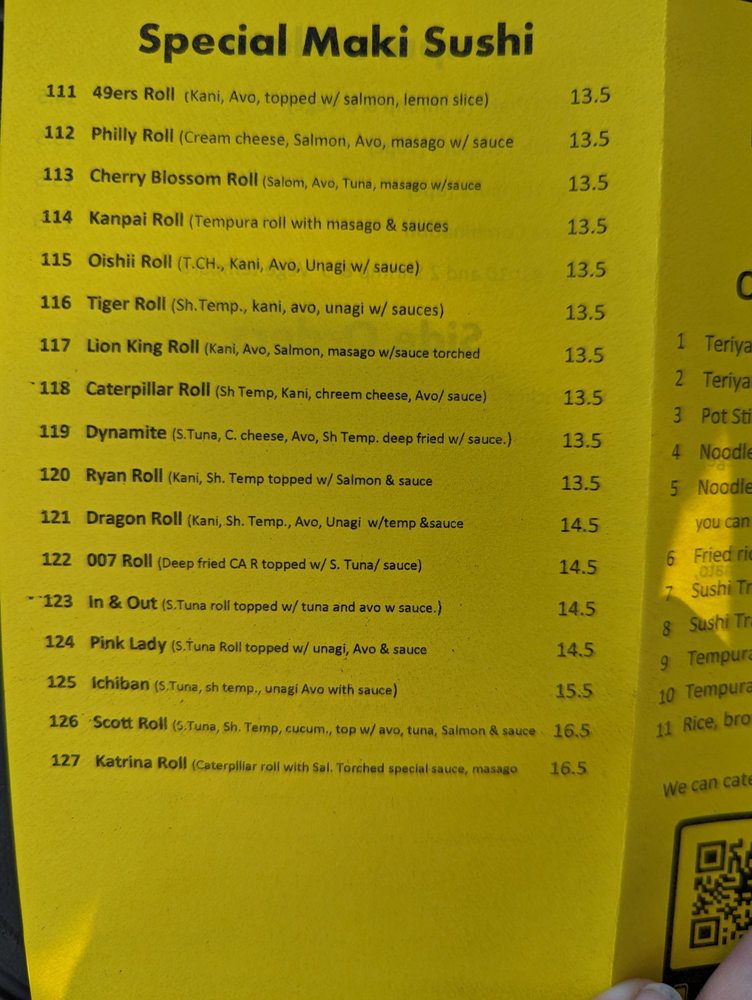 Special Maki Sushi
111 49ers Roll (Kani, Avo, topped w/ salmon, lemon slice) 13.5
112 Philly Roll (Cream cheese, Salmon, Avo, masago w/ sauce 13.5
113 Cherry Blossom Roll (Salom, Avo, Tuna, masago w/sauce 13.5
114 Kanpai Roll (Tempura roll with masago & sauces 13.5
115 Oishii Roll (T.CH., Kani, Avo, Unagi w/ sauce) 13.5
116 Tiger Roll (Sh.Temp., kani, avo, unagi w/ sauces) 13.5
117 Lion King Roll (Kani, Avo, Salmon, masago w/sauce torched 13.5
118 Caterpillar Roll (Sh Temp, Kani, chreem cheese, Avo/ sauce) 13.5
119 Dynamite (S.Tuna, C. cheese, Avo, Sh Temp. deep fried w/ sauce.) 13.5
120 Ryan Roll (Kani, Sh. Temp topped w/ Salmon & sauce 13.5
121 Dragon Roll (Kani, Sh. Temp., Avo, Unagi w/temp &sauce 14.5
122 007 Roll (Deep fried CA R topped w/ S. Tuna/ sauce) 14.5
123 In & Out (S.Tuna roll topped w/ tuna and avo w sauce.) 14.5
124 Pink Lady (S.Tuna Roll topped w/ unagi, Avo & sauce 14.5
125 Ichiban (S.Tuna, sh temp., unagi Avo with sauce) 15.5
126 Scott Roll (S.Tuna, Sh. Temp, cucum., top w/ avo, tuna, Salmon & sauce 16.5
127 Katrina Roll (Caterpillar roll with Sal. Torched special sauce, masago 16.5
1 Teriya
2 Teriya
3 Pot Sti
4 Noodle
5 Noodle
you can
6 Fried ric
7 Sushi Tr
8 Sushi Tr
9 Tempura
10 Tempura
11 Rice, bro
We can cate